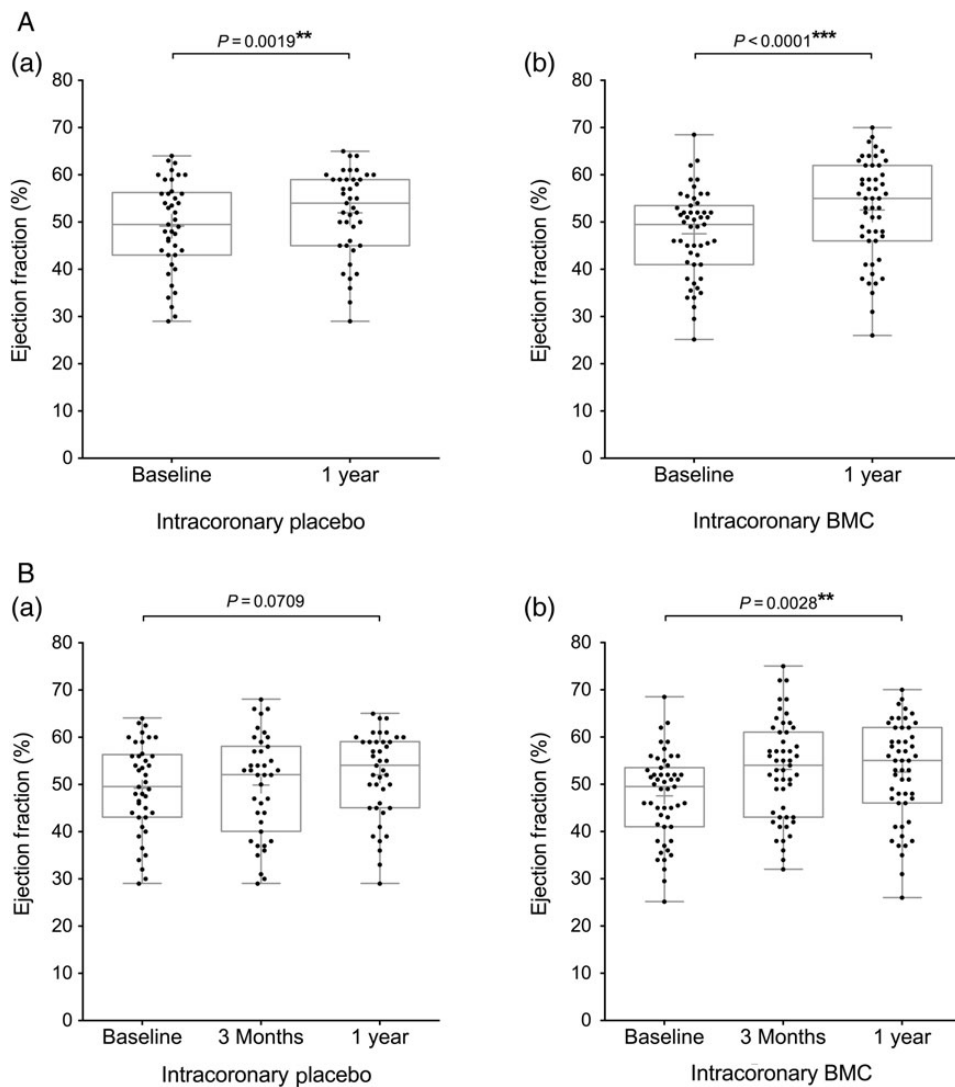 A
P = 0.0019**
P < 0.0001***
(a)
(b)
80
70
60
50
40
30
20
10
0
Ejection fraction (%)
Baseline
1 year
Intracoronary placebo
80
70
60
50
40
30
20
10
0
Ejection fraction (%)
Baseline
1 year
Intracoronary BMC
B
P = 0.0709
P = 0.0028**
(a)
(b)
80
70
60
50
40
30
20
10
0
Ejection fraction (%)
Baseline
3 Months
1 year
Intracoronary placebo
80
70
60
50
40
30
20
10
0
Ejection fraction (%)
Baseline
3 Months
1 year
Intracoronary BMC